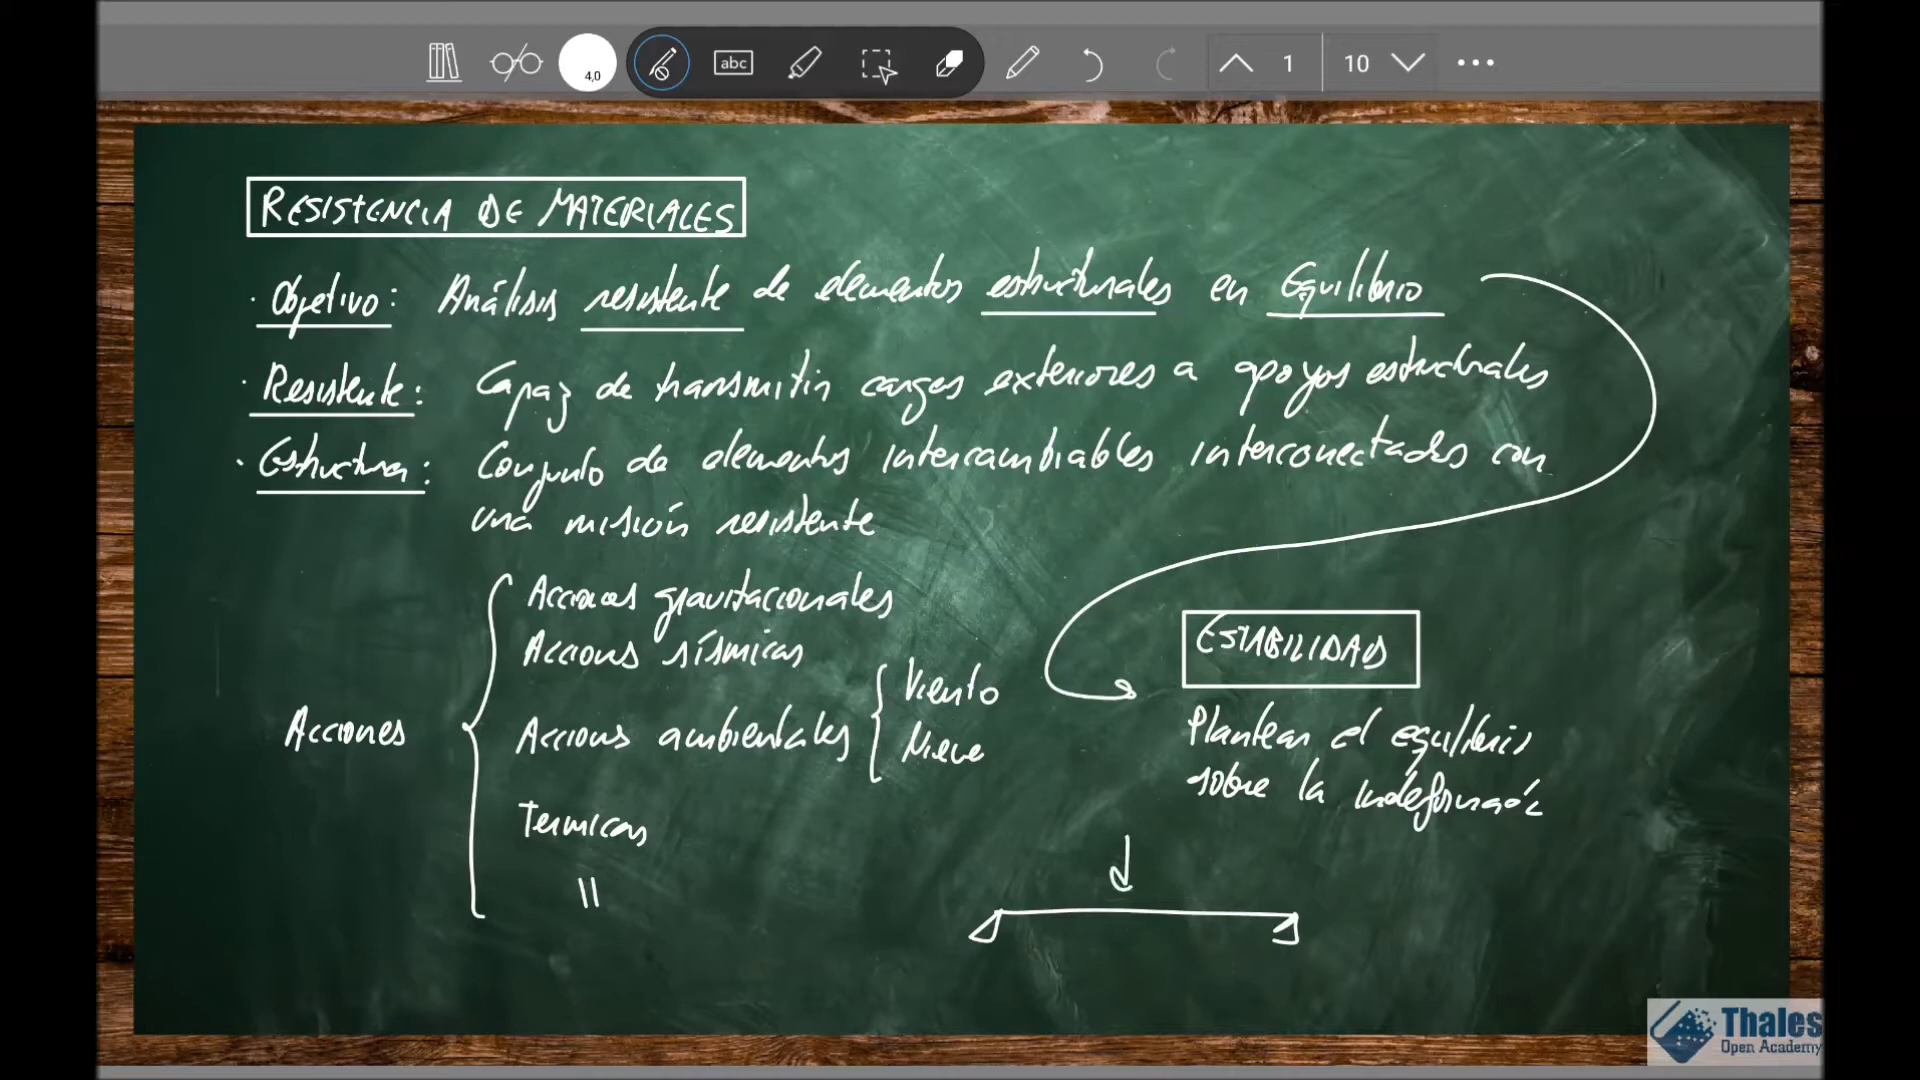 4,0
abc
1
10
RESISTENCIA DE MATERIALES
· Objetivo: Análisis resistente de elementos estructurales en Equilibrio
· Resistente: Capaz de transmitir cargas exteriores a apoyos estructurales
· Estructura: Conjunto de elementos intercambiables interconectados con
una misión resistente
Acciones
Acciones gravitacionales
Acciones sísmicas
Acciones ambientales
Viento
Nieve
Termicas
ESTABILIDAD
Plantear el equilibrio
sobre la indeformada
Thales
Open Academy